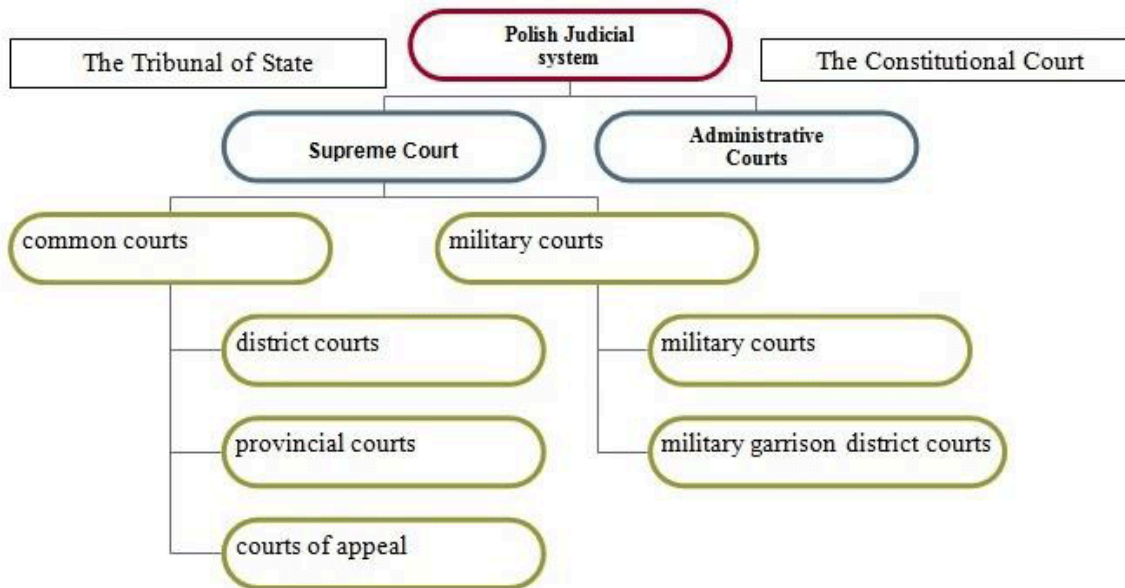 Polish Judicial
system
The Tribunal of State
The Constitutional Court
Supreme Court
Administrative
Courts
common courts
military courts
district courts
military courts
provincial courts
military garrison district courts
courts of appeal